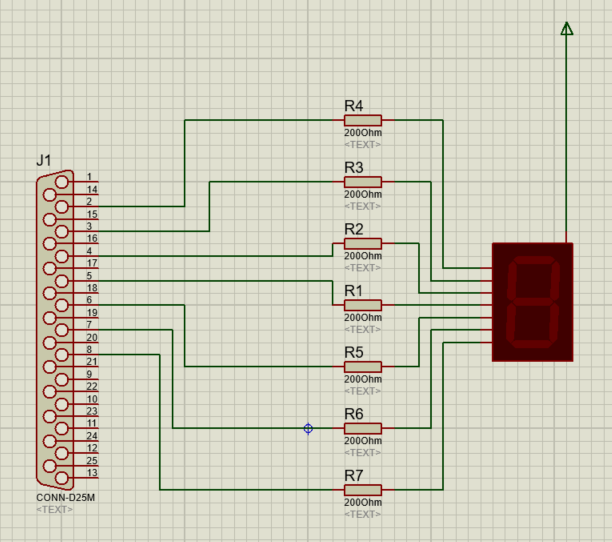 J1
1
14
2
15
3
16
4
17
5
18
6
19
7
20
8
21
9
22
10
23
11
24
12
25
13
CONN-D25M
<TEXT>
R4
200Ohm
<TEXT>
R3
200Ohm
<TEXT>
R2
200Ohm
<TEXT>
R1
200Ohm
<TEXT>
R5
200Ohm
<TEXT>
R6
200Ohm
<TEXT>
R7
200Ohm
<TEXT>